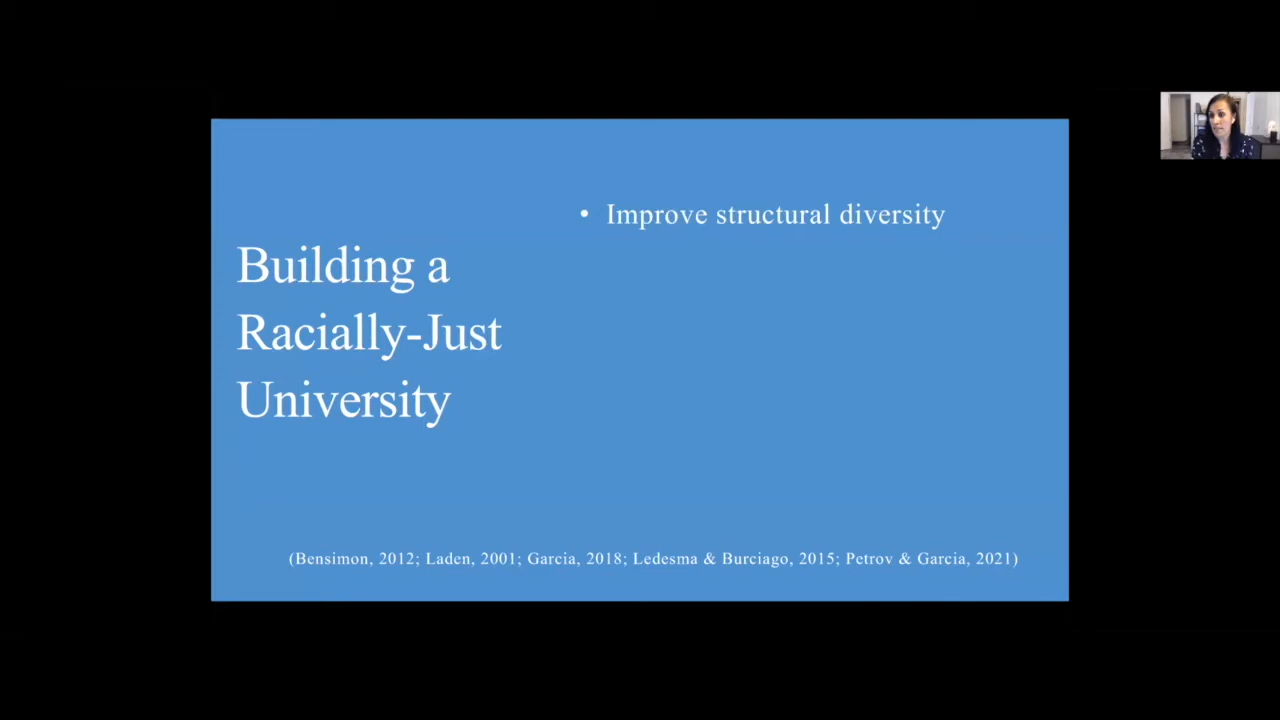 Building a
Racially-Just
University
• Improve structural diversity
(Bensimon, 2012; Laden, 2001; Garcia, 2018; Ledesma & Burciago, 2015; Petrov & Garcia, 2021)